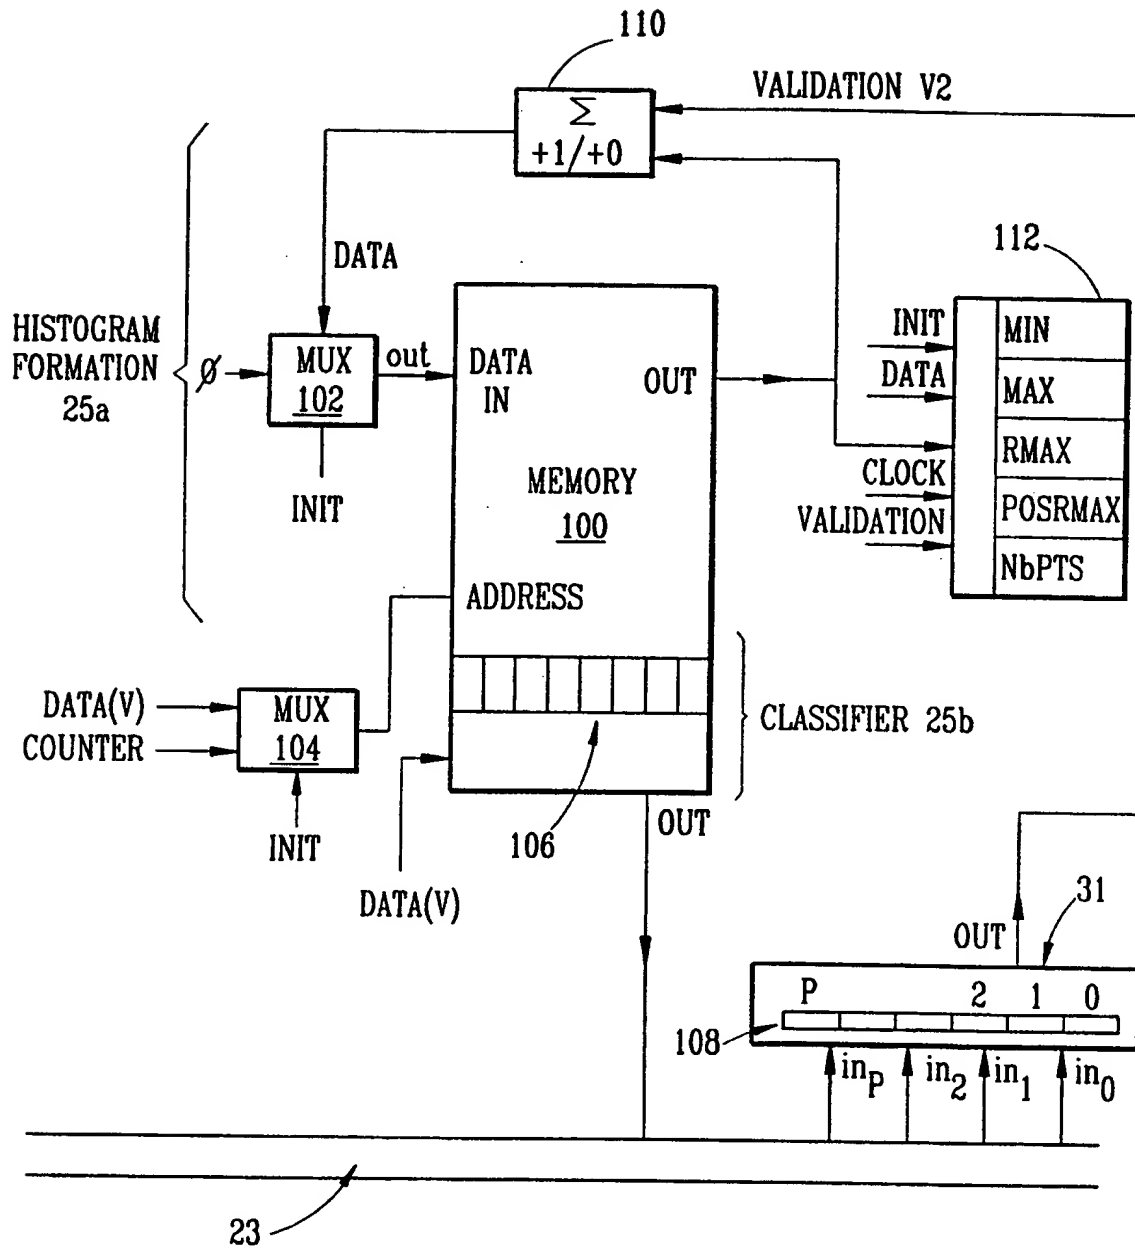 110
VALIDATION V2
Σ
+1/+0
DATA
112
HISTOGRAM
FORMATION
25a
Ø
MUX
102
out
INIT
DATA
IN
OUT
MEMORY
100
ADDRESS
INIT
DATA
CLOCK
VALIDATION
MIN
MAX
RMAX
POSRMAX
NbPTS
DATA(V)
COUNTER
MUX
104
INIT
CLASSIFIER 25b
106
OUT
DATA(V)
31
OUT
P 2 1 0
108
in_P in_2 in_1 in_0
23